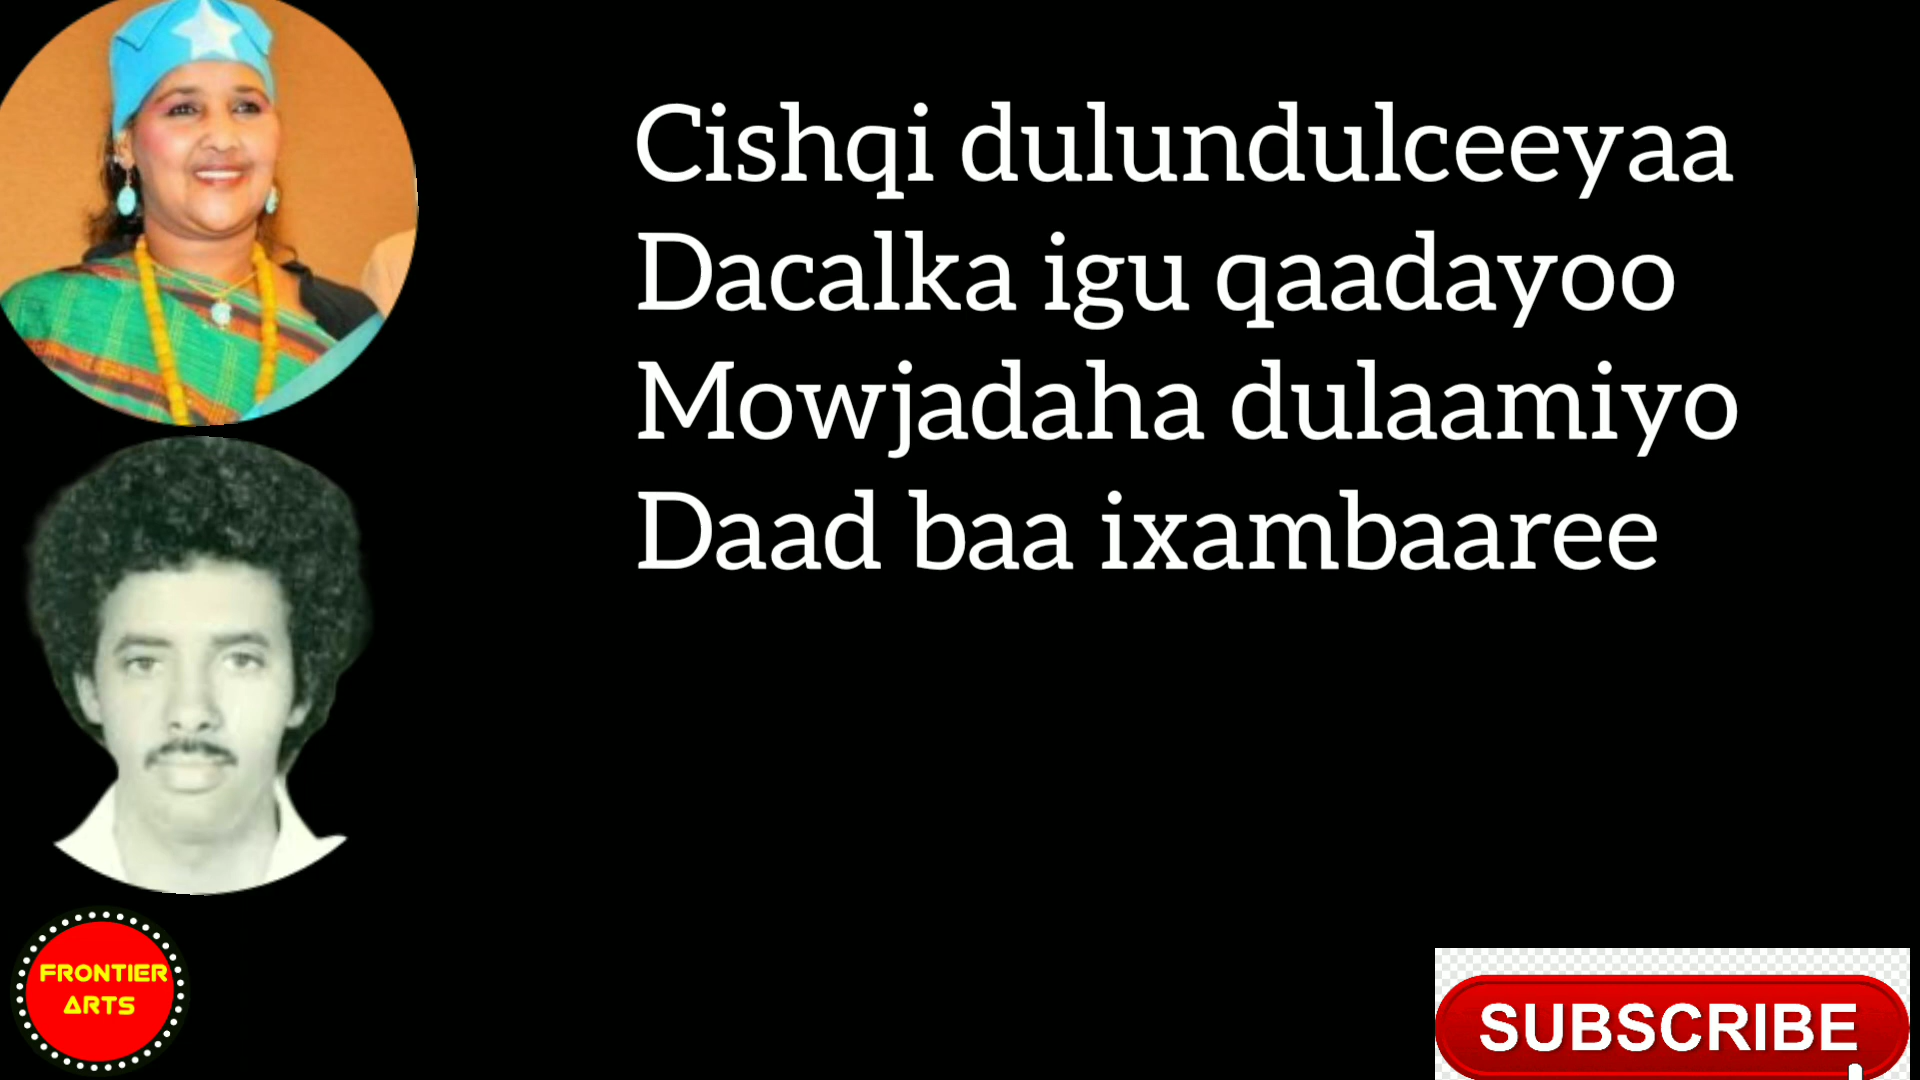 Cishqi dulundulceeyaa
Dacalka igu qaadayoo
Mowjadaha dulaamiyo
Daad baa ixambaaree
FRONTIER
ARTS
SUBSCRIBE